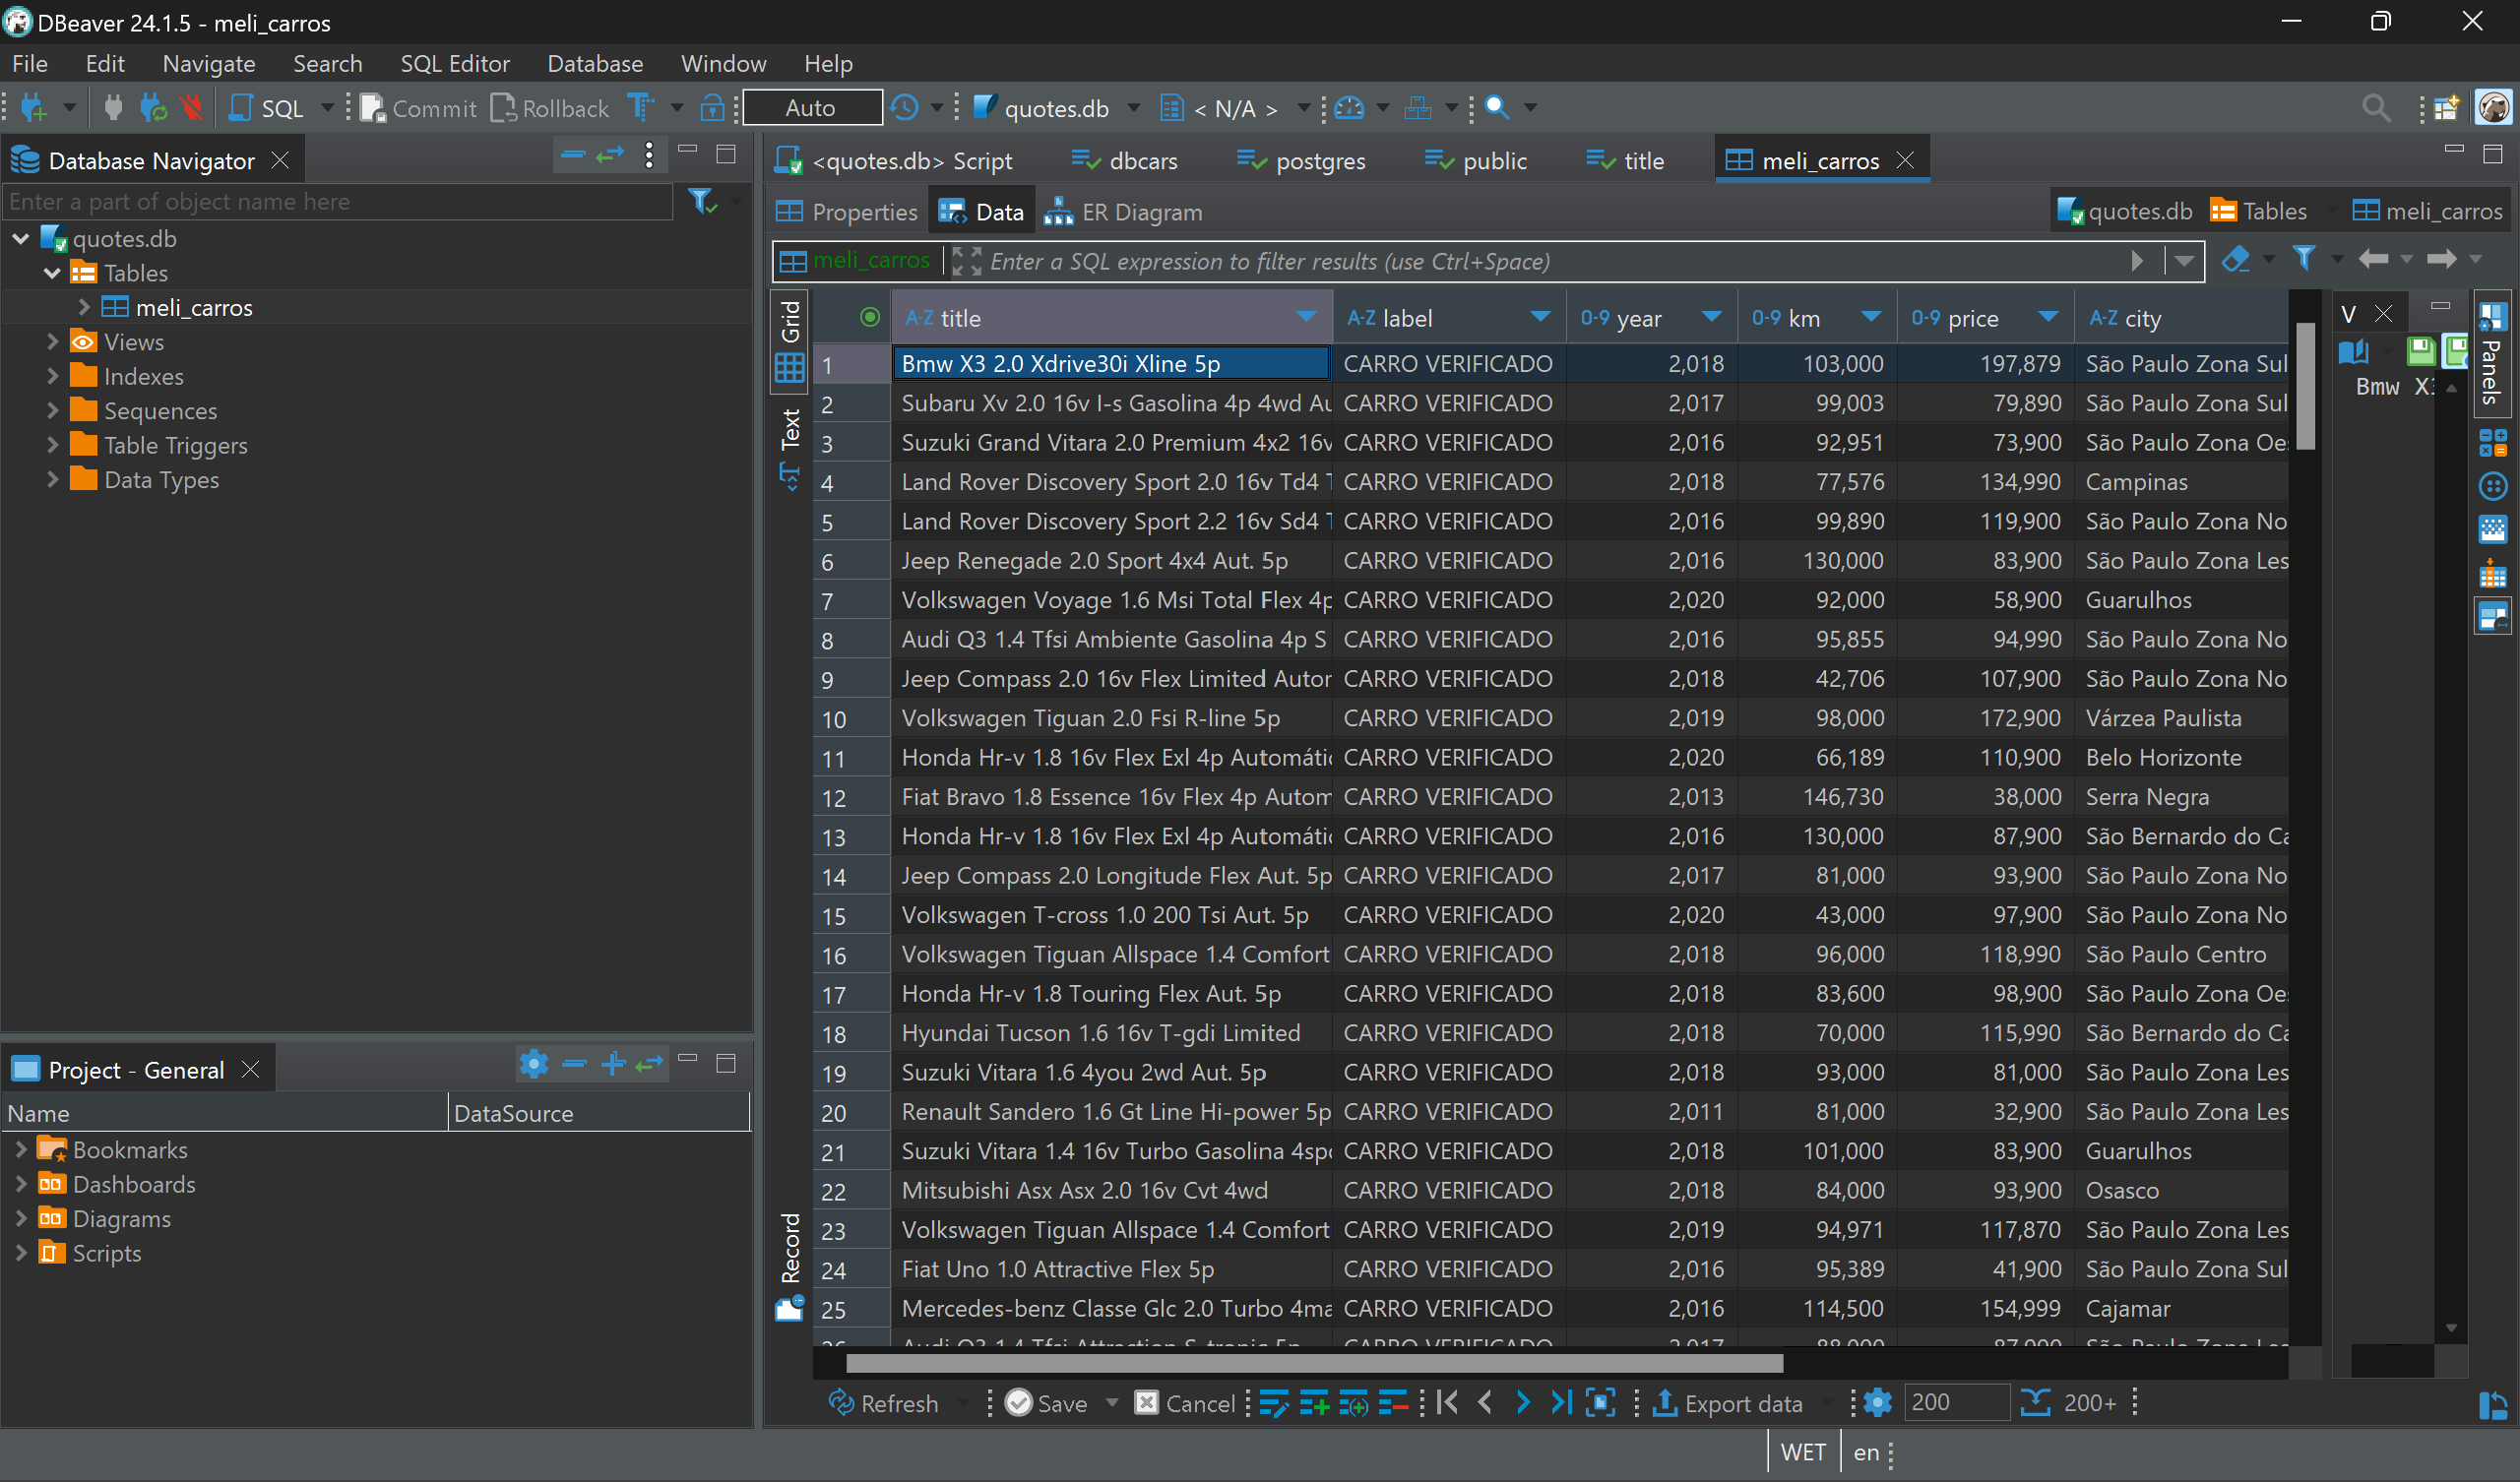 DBeaver 24.1.5 - meli_carros
File Edit Navigate Search SQL Editor Database Window Help
SQL Commit Rollback Auto quotes.db < N/A >
Database Navigator
Enter a part of object name here
quotes.db
Tables
meli_carros
Views
Indexes
Sequences
Table Triggers
Data Types
Project - General
Name DataSource
Bookmarks
Dashboards
Diagrams
Scripts
<quotes.db> Script dbcars postgres public title meli_carros
Properties Data ER Diagram quotes.db Tables meli_carros
meli_carros Enter a SQL expression to filter results (use Ctrl+Space)
Grid
Text
Record
A-Z title A-Z label 0-9 year 0-9 km 0-9 price A-Z city
1 Bmw X3 2.0 Xdrive30i Xline 5p CARRO VERIFICADO 2,018 103,000 197,879 São Paulo Zona Sul
2 Subaru Xv 2.0 16v I-s Gasolina 4p 4wd Au CARRO VERIFICADO 2,017 99,003 79,890 São Paulo Zona Sul
3 Suzuki Grand Vitara 2.0 Premium 4x2 16v CARRO VERIFICADO 2,016 92,951 73,900 São Paulo Zona Oe
4 Land Rover Discovery Sport 2.0 16v Td4 T CARRO VERIFICADO 2,018 77,576 134,990 Campinas
5 Land Rover Discovery Sport 2.2 16v Sd4 T CARRO VERIFICADO 2,016 99,890 119,900 São Paulo Zona No
6 Jeep Renegade 2.0 Sport 4x4 Aut. 5p CARRO VERIFICADO 2,016 130,000 83,900 São Paulo Zona Les
7 Volkswagen Voyage 1.6 Msi Total Flex 4p CARRO VERIFICADO 2,020 92,000 58,900 Guarulhos
8 Audi Q3 1.4 Tfsi Ambiente Gasolina 4p S CARRO VERIFICADO 2,016 95,855 94,990 São Paulo Zona No
9 Jeep Compass 2.0 16v Flex Limited Autor CARRO VERIFICADO 2,018 42,706 107,900 São Paulo Zona No
10 Volkswagen Tiguan 2.0 Fsi R-line 5p CARRO VERIFICADO 2,019 98,000 172,900 Várzea Paulista
11 Honda Hr-v 1.8 16v Flex Exl 4p Automátic CARRO VERIFICADO 2,020 66,189 110,900 Belo Horizonte
12 Fiat Bravo 1.8 Essence 16v Flex 4p Autom CARRO VERIFICADO 2,013 146,730 38,000 Serra Negra
13 Honda Hr-v 1.8 16v Flex Exl 4p Automátic CARRO VERIFICADO 2,016 130,000 87,900 São Bernardo do Ca
14 Jeep Compass 2.0 Longitude Flex Aut. 5p CARRO VERIFICADO 2,017 81,000 93,900 São Paulo Zona No
15 Volkswagen T-cross 1.0 200 Tsi Aut. 5p CARRO VERIFICADO 2,020 43,000 97,900 São Paulo Zona No
16 Volkswagen Tiguan Allspace 1.4 Comfort CARRO VERIFICADO 2,018 96,000 118,990 São Paulo Centro
17 Honda Hr-v 1.8 Touring Flex Aut. 5p CARRO VERIFICADO 2,018 83,600 98,900 São Paulo Zona Oe
18 Hyundai Tucson 1.6 16v T-gdi Limited CARRO VERIFICADO 2,018 70,000 115,990 São Bernardo do Ca
19 Suzuki Vitara 1.6 4you 2wd Aut. 5p CARRO VERIFICADO 2,018 93,000 81,000 São Paulo Zona Les
20 Renault Sandero 1.6 Gt Line Hi-power 5p CARRO VERIFICADO 2,011 81,000 32,900 São Paulo Zona Les
21 Suzuki Vitara 1.4 16v Turbo Gasolina 4sp CARRO VERIFICADO 2,018 101,000 83,900 Guarulhos
22 Mitsubishi Asx Asx 2.0 16v Cvt 4wd CARRO VERIFICADO 2,018 84,000 93,900 Osasco
23 Volkswagen Tiguan Allspace 1.4 Comfort CARRO VERIFICADO 2,019 94,971 117,870 São Paulo Zona Les
24 Fiat Uno 1.0 Attractive Flex 5p CARRO VERIFICADO 2,016 95,389 41,900 São Paulo Zona Sul
25 Mercedes-benz Classe Glc 2.0 Turbo 4ma CARRO VERIFICADO 2,016 114,500 154,999 Cajamar
V
Bmw X3
Panels
Refresh Save Cancel Export data 200 200+
WET en